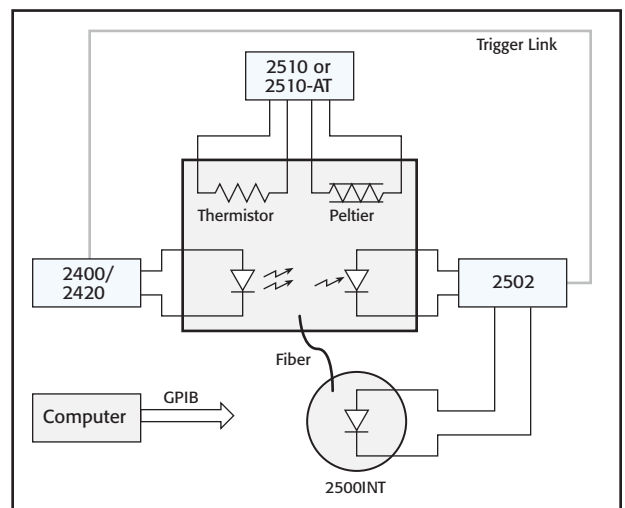 Trigger Link
2510 or
2510-AT
Thermistor
Peltier
2400/
2420
2502
Fiber
GPIB
Computer
2500INT